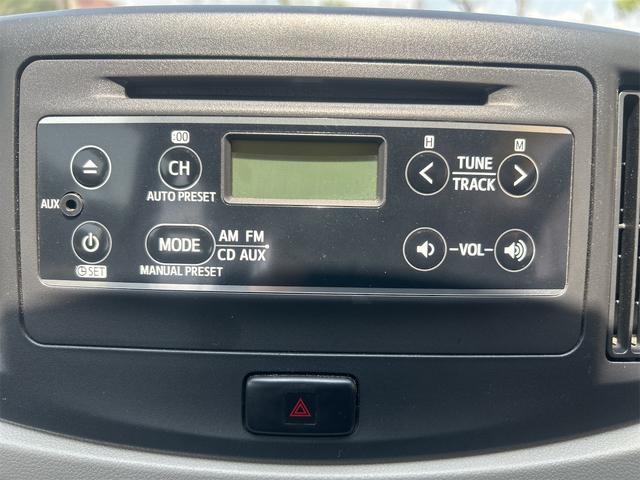 :00
H
M
CH
TUNE
TRACK
AUTO PRESET
AUX
MODE
AM FM
CD AUX
-VOL-
SET
MANUAL PRESET